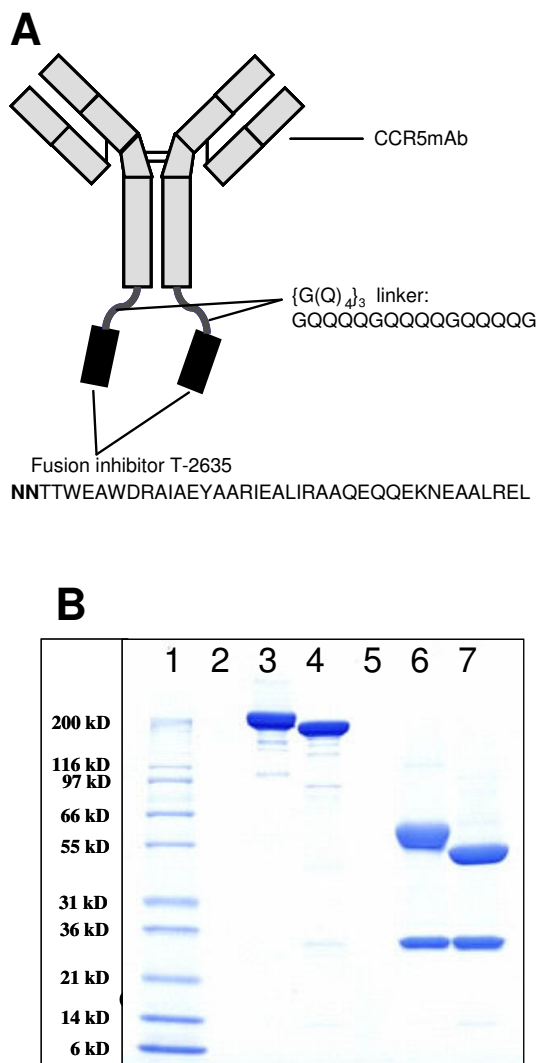 A
CCR5mAb
{G(Q)4}3 linker:
GQQQQGQQQQGQQQQG
Fusion inhibitor T-2635
NNTTWEAWDRAIAEYAARIEALIRAAQEQQEKNEAALREL
B
1 2 3 4 5 6 7
200 kD
116 kD
97 kD
66 kD
55 kD
31 kD
36 kD
21 kD
14 kD
6 kD